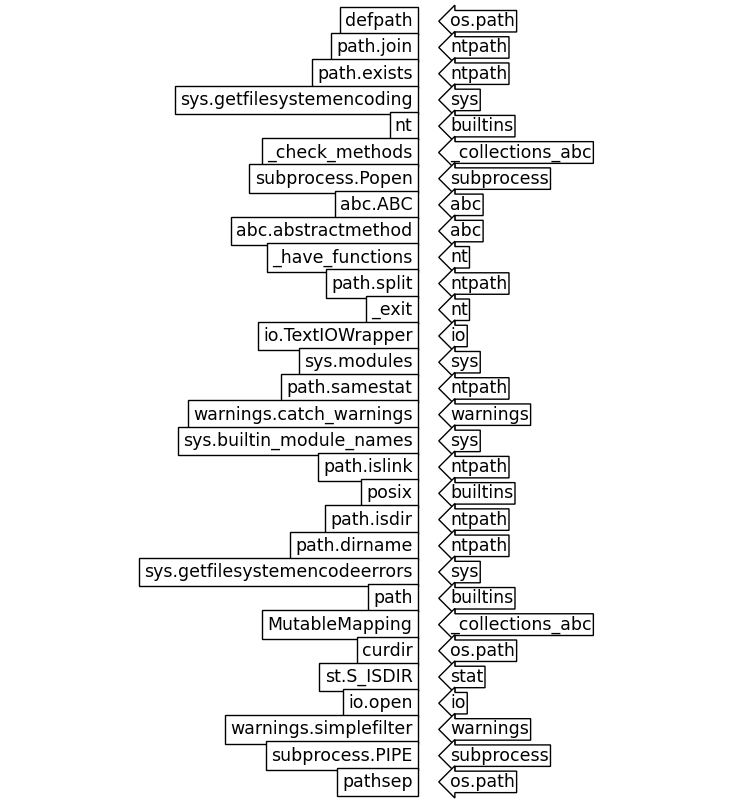 defpath os.path
path.join ntpath
path.exists ntpath
sys.getfilesystemencoding sys
nt builtins
_check_methods _collections_abc
subprocess.Popen subprocess
abc.ABC abc
abc.abstractmethod abc
_have_functions nt
path.split ntpath
_exit nt
io.TextIOWrapper io
sys.modules sys
path.samestat ntpath
warnings.catch_warnings warnings
sys.builtin_module_names sys
path.islink ntpath
posix builtins
path.isdir ntpath
path.dirname ntpath
sys.getfilesystemencodeerrors sys
path builtins
MutableMapping _collections_abc
curdir os.path
st.S_ISDIR stat
io.open io
warnings.simplefilter warnings
subprocess.PIPE subprocess
pathsep os.path